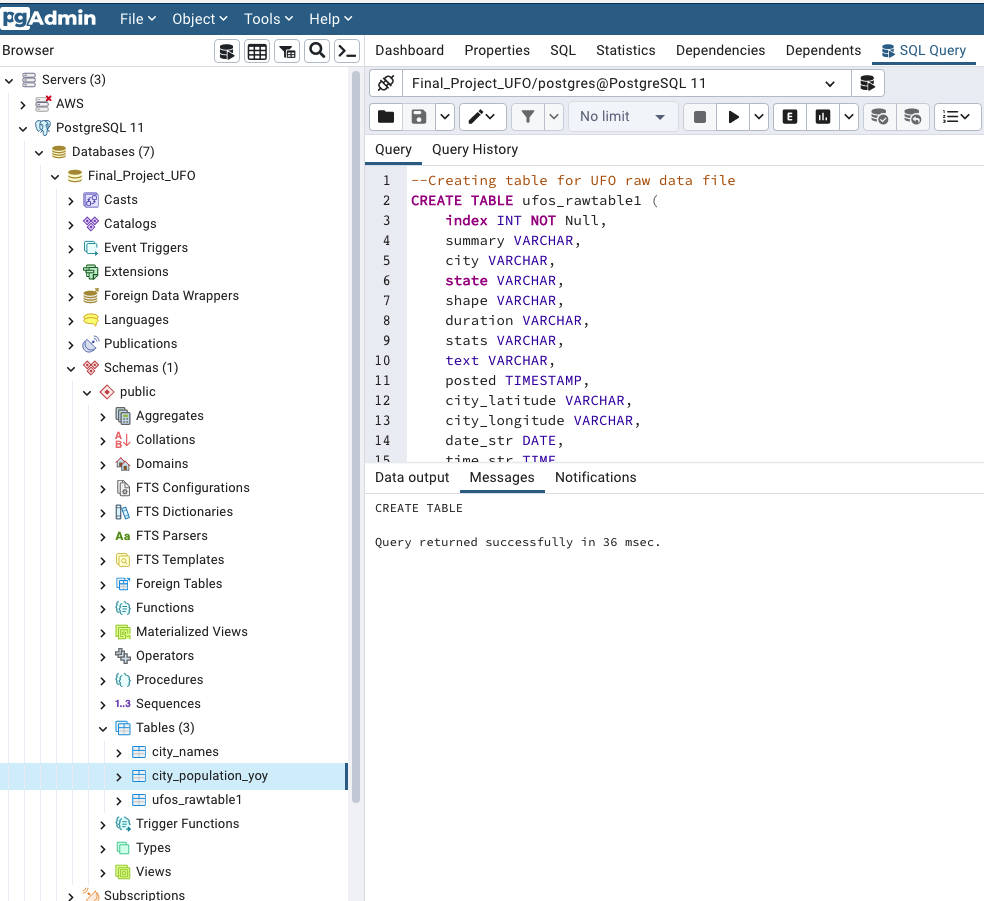 pgAdmin File Object Tools Help
Browser
Dashboard Properties SQL Statistics Dependencies Dependents SQL Query
Servers (3)
AWS
PostgreSQL 11
Databases (7)
Final_Project_UFO
Casts
Catalogs
Event Triggers
Extensions
Foreign Data Wrappers
Languages
Publications
Schemas (1)
public
Aggregates
Collations
Domains
FTS Configurations
FTS Dictionaries
Aa FTS Parsers
FTS Templates
Foreign Tables
Functions
Materialized Views
Operators
Procedures
1..3 Sequences
Tables (3)
city_names
city_population_yoy
ufos_rawtable1
Trigger Functions
Types
Views
Subscriptions
Final_Project_UFO/postgres@PostgreSQL 11
No limit E
Query Query History
1 --Creating table for UFO raw data file
2 CREATE TABLE ufos_rawtable1 (
3 index INT NOT Null,
4 summary VARCHAR,
5 city VARCHAR,
6 state VARCHAR,
7 shape VARCHAR,
8 duration VARCHAR,
9 stats VARCHAR,
10 text VARCHAR,
11 posted TIMESTAMP,
12 city_latitude VARCHAR,
13 city_longitude VARCHAR,
14 date_str DATE,
15 time_str TIME
Data output Messages Notifications
CREATE TABLE
Query returned successfully in 36 msec.